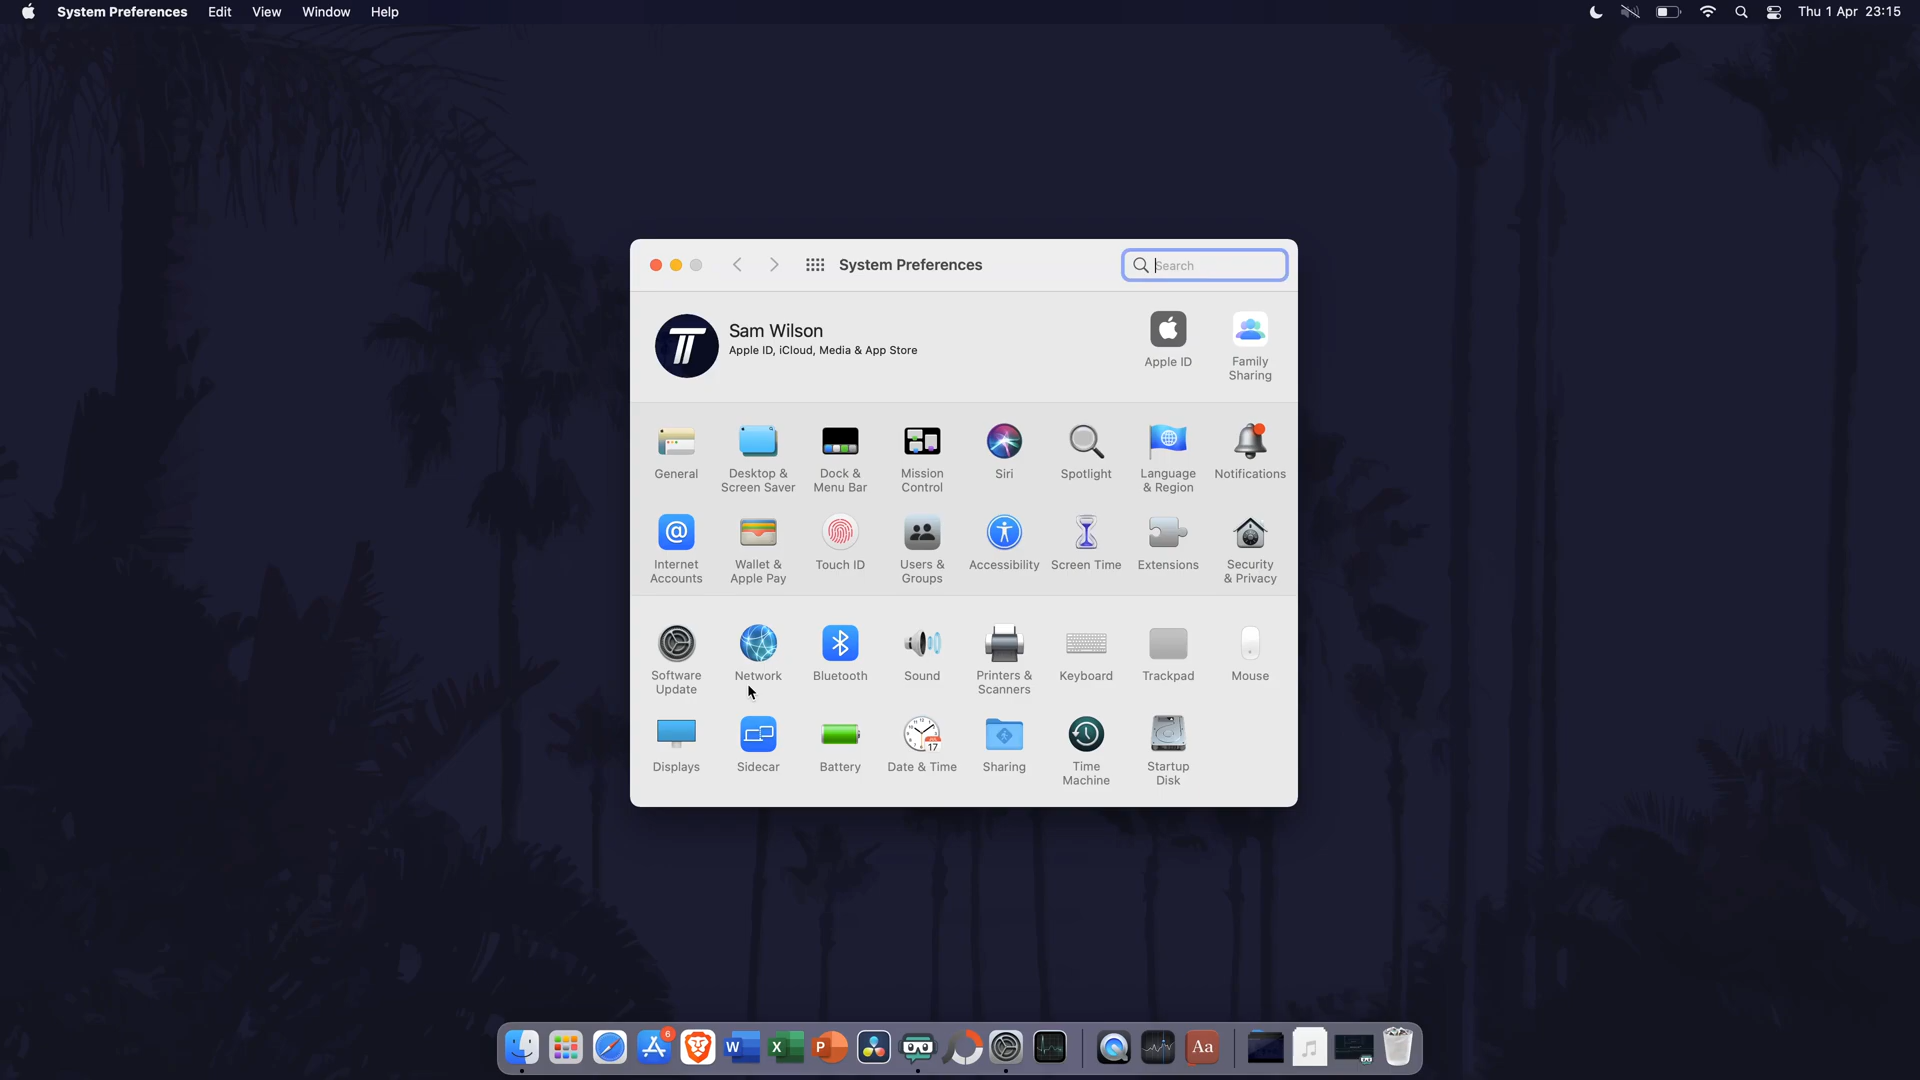 System Preferences Edit View Window Help Thu 1 Apr 23:15
System Preferences
Search
Sam Wilson
Apple ID, iCloud, Media & App Store
Apple ID
Family
Sharing
General
Desktop &
Screen Saver
Dock &
Menu Bar
Mission
Control
Siri
Spotlight
Language
& Region
Notifications
Internet
Accounts
Wallet &
Apple Pay
Touch ID
Users &
Groups
Accessibility
Screen Time
Extensions
Security
& Privacy
Software
Update
Network
Bluetooth
Sound
Printers &
Scanners
Keyboard
Trackpad
Mouse
Displays
Sidecar
Battery
17
Date & Time
Sharing
Time
Machine
Startup
Disk
6
W
X
P
Aa